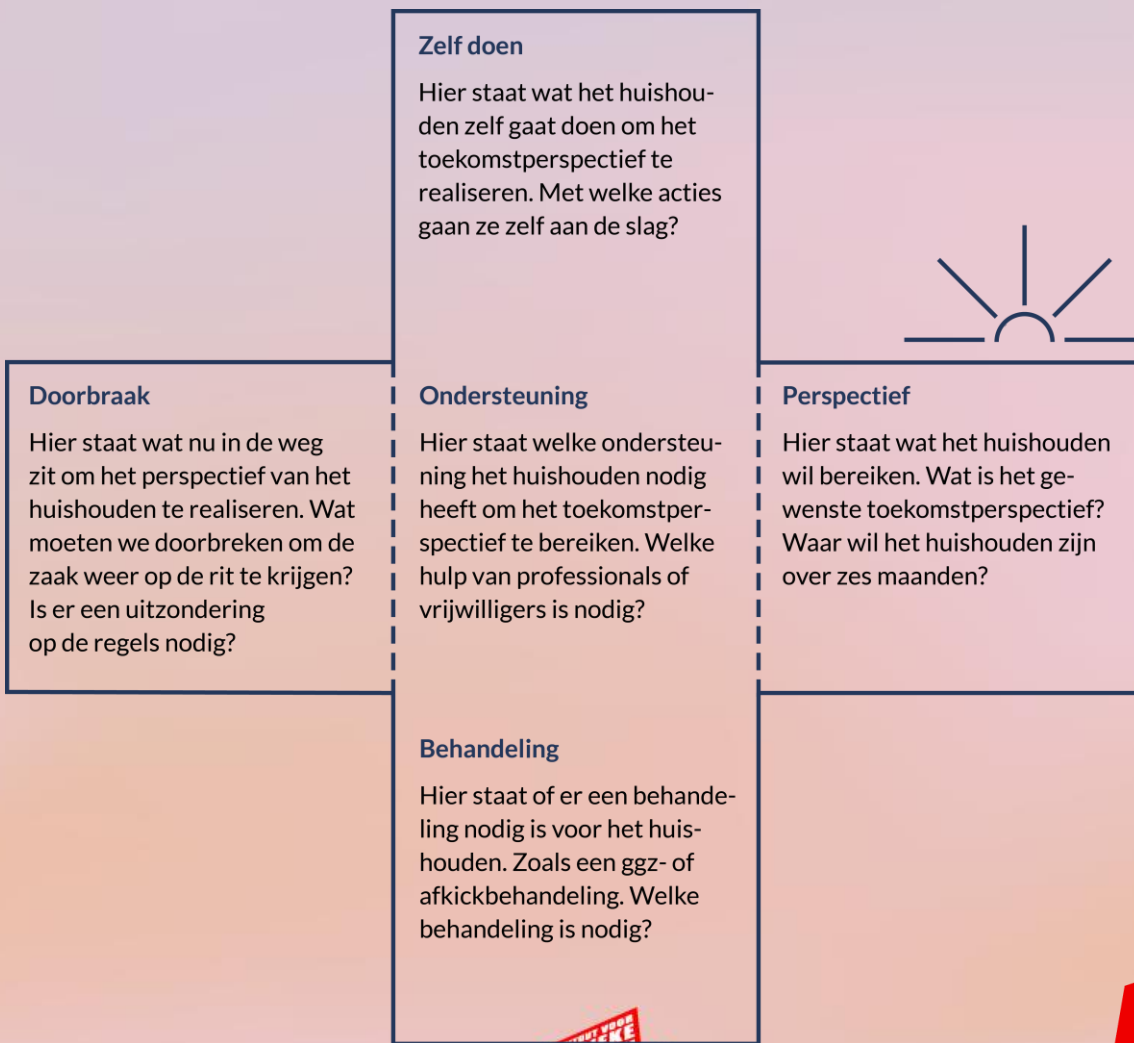 Zelf doen
Hier staat wat het huishou-
den zelf gaat doen om het
toekomstperspectief te
realiseren. Met welke acties
gaan ze zelf aan de slag?
Doorbraak
Hier staat wat nu in de weg
zit om het perspectief van het
huishouden te realiseren. Wat
moeten we doorbreken om de
zaak weer op de rit te krijgen?
Is er een uitzondering
op de regels nodig?
Ondersteuning
Hier staat welke ondersteu-
ning het huishouden nodig
heeft om het toekomstper-
spectief te bereiken. Welke
hulp van professionals of
vrijwilligers is nodig?
Perspectief
Hier staat wat het huishouden
wil bereiken. Wat is het ge-
wenste toekomstperspectief?
Waar wil het huishouden zijn
over zes maanden?
Behandeling
Hier staat of er een behande-
ling nodig is voor het huis-
houden. Zoals een ggz- of
afkickbehandeling. Welke
behandeling is nodig?
VOOR